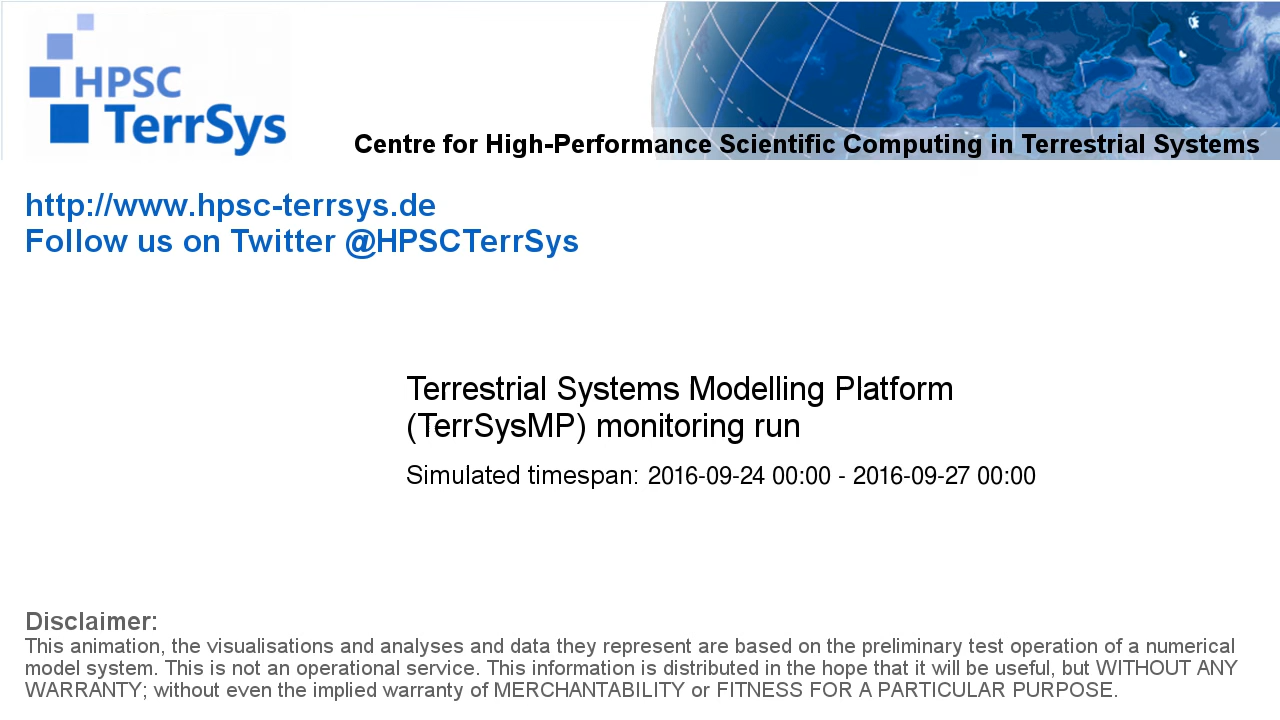 HPSC
TerrSys
Centre for High-Performance Scientific Computing in Terrestrial Systems
http://www.hpsc-terrsys.de
Follow us on Twitter @HPSCTerrSys
Terrestrial Systems Modelling Platform
(TerrSysMP) monitoring run
Simulated timespan: 2016-09-24 00:00 - 2016-09-27 00:00
Disclaimer:
This animation, the visualisations and analyses and data they represent are based on the preliminary test operation of a numerical
model system. This is not an operational service. This information is distributed in the hope that it will be useful, but WITHOUT ANY
WARRANTY; without even the implied warranty of MERCHANTABILITY or FITNESS FOR A PARTICULAR PURPOSE.